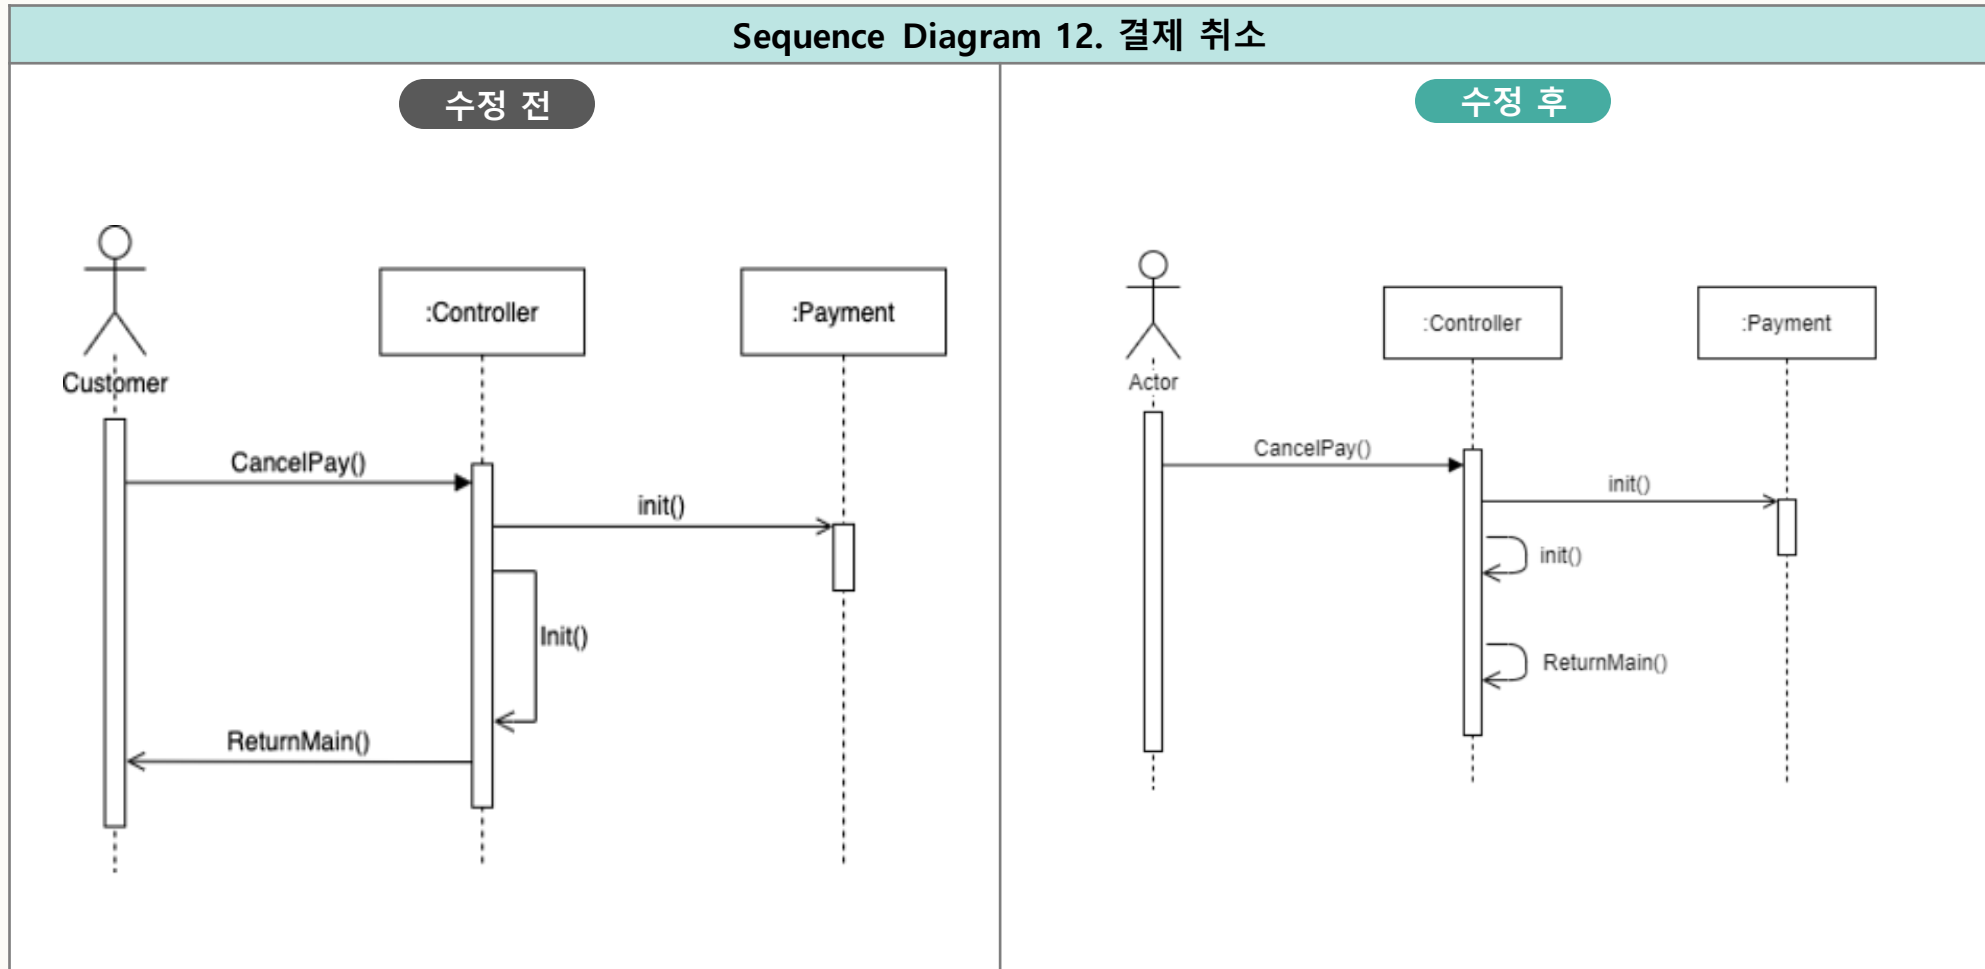 Sequence Diagram 12. 결제 취소
수정 전
Customer
:Controller
:Payment
CancelPay()
init()
Init()
ReturnMain()
수정 후
Actor
:Controller
:Payment
CancelPay()
init()
init()
ReturnMain()